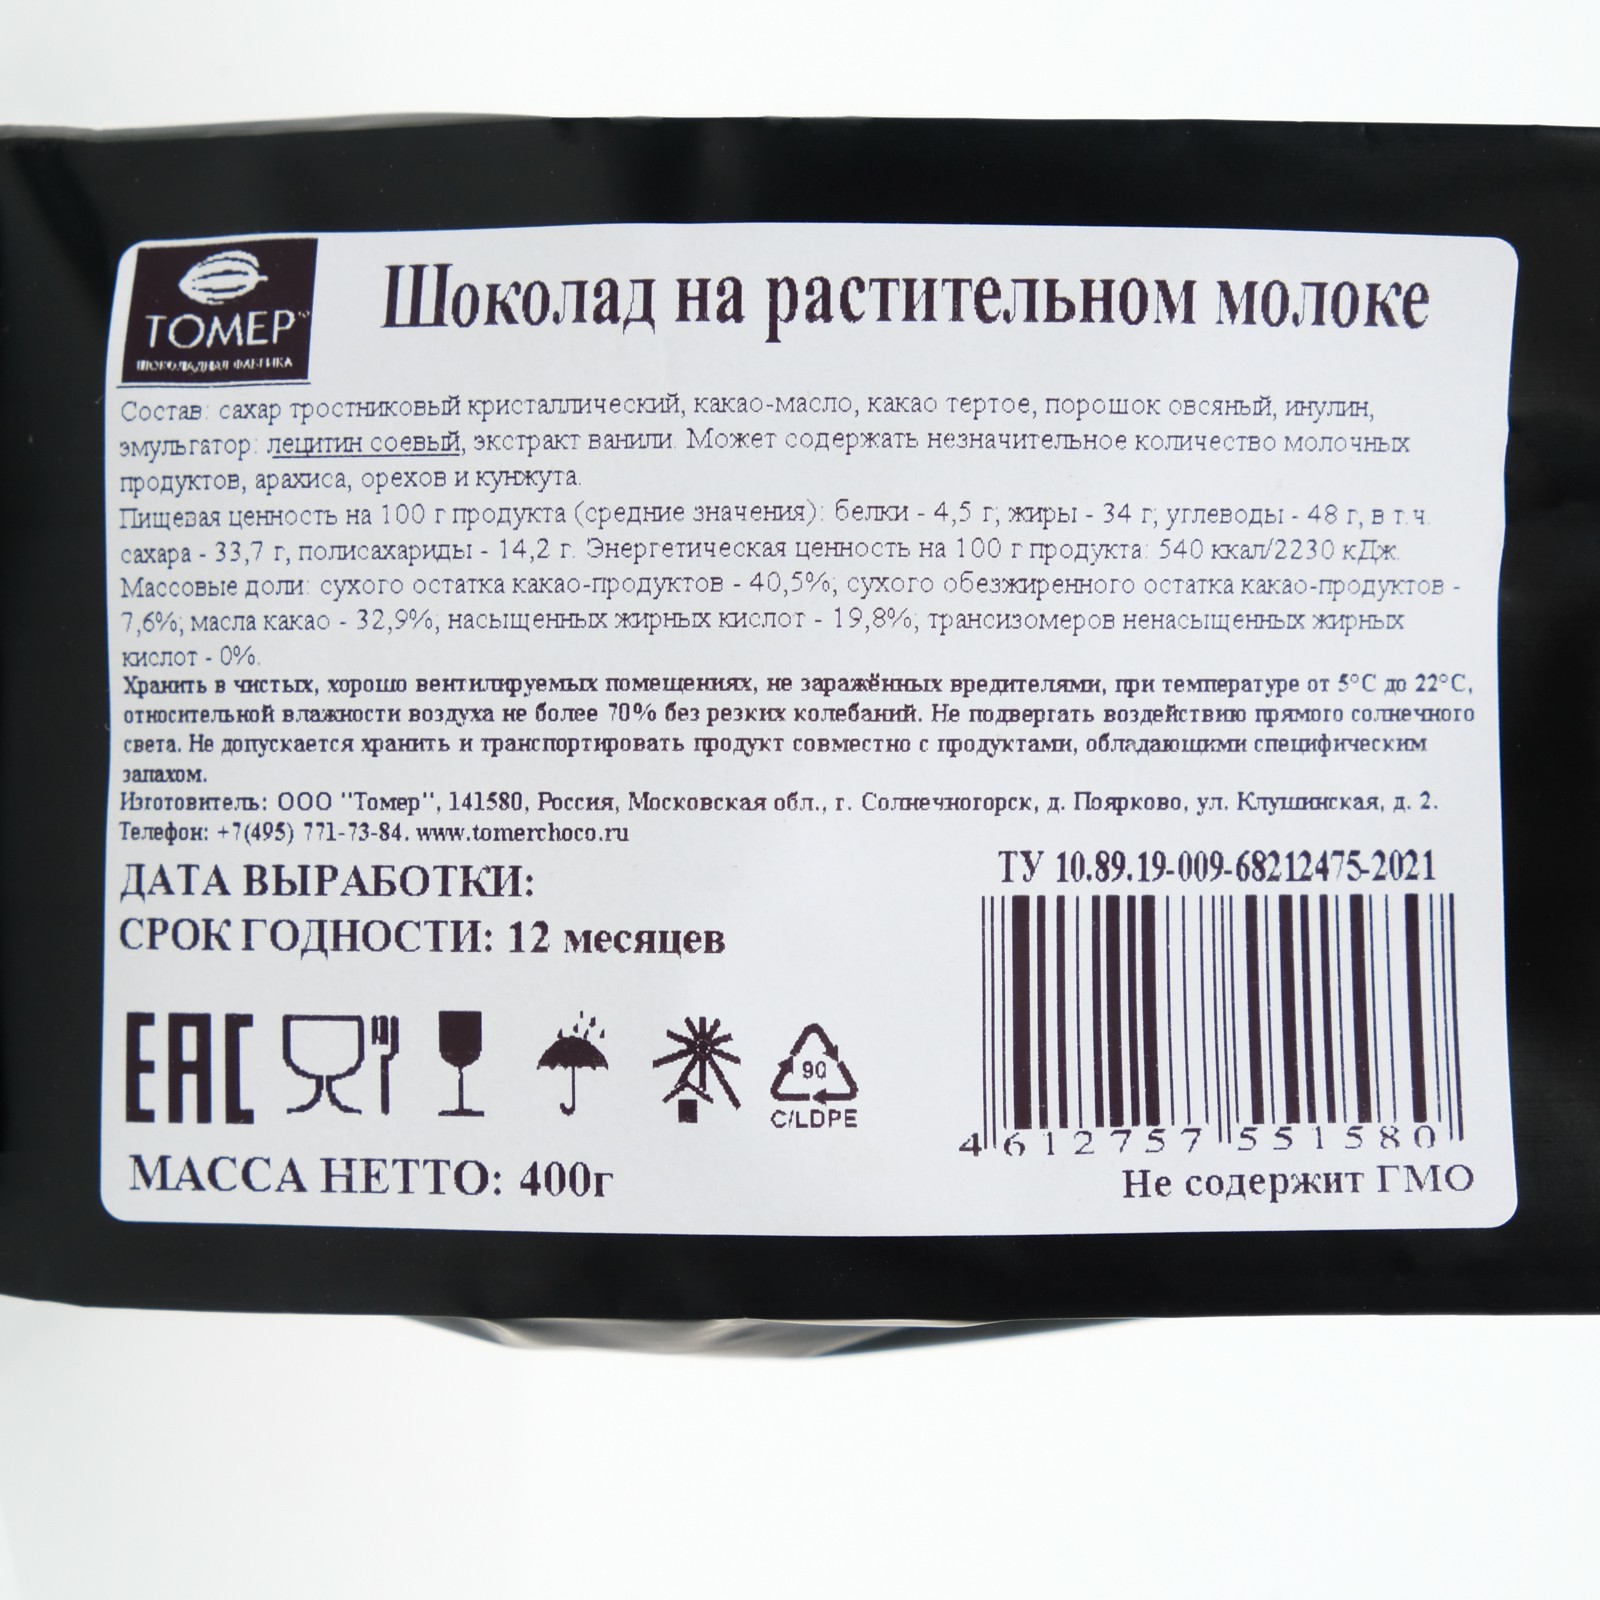 ТОМЕР
ШОКОЛАДНАЯ ФАБРИКА
Шоколад на растительном молоке
Состав: сахар тростниковый кристаллический, какао-масло, какао тертое, порошок овсяный, инулин,
эмульгатор: лецитин соевый, экстракт ванили. Может содержать незначительное количество молочных
продуктов, арахиса, орехов и кунжута.
Пищевая ценность на 100 г продукта (средние значения): белки - 4,5 г; жиры - 34 г; углеводы - 48 г, в т.ч.
сахара - 33,7 г, полисахариды - 14,2 г. Энергетическая ценность на 100 г продукта: 540 ккал/2230 кДж.
Массовые доли: сухого остатка какао-продуктов - 40,5%; сухого обезжиренного остатка какао-продуктов -
7,6%; масла какао - 32,9%; насыщенных жирных кислот - 19,8%; трансизомеров ненасыщенных жирных
кислот - 0%.
Хранить в чистых, хорошо вентилируемых помещениях, не заражённых вредителями, при температуре от 5°С до 22°С,
относительной влажности воздуха не более 70% без резких колебаний. Не подвергать воздействию прямого солнечного
света. Не допускается хранить и транспортировать продукт совместно с продуктами, обладающими специфическим
запахом.
Изготовитель: ООО "Томер", 141580, Россия, Московская обл., г. Солнечногорск, д. Поярково, ул. Клушинская, д. 2.
Телефон: +7(495) 771-73-84. www.tomerchoco.ru
ДАТА ВЫРАБОТКИ:
СРОК ГОДНОСТИ: 12 месяцев
ТУ 10.89.19-009-68212475-2021
EAC
90
C/LDPE
4 612757 551580
МАССА НЕТТО: 400г
Не содержит ГМО